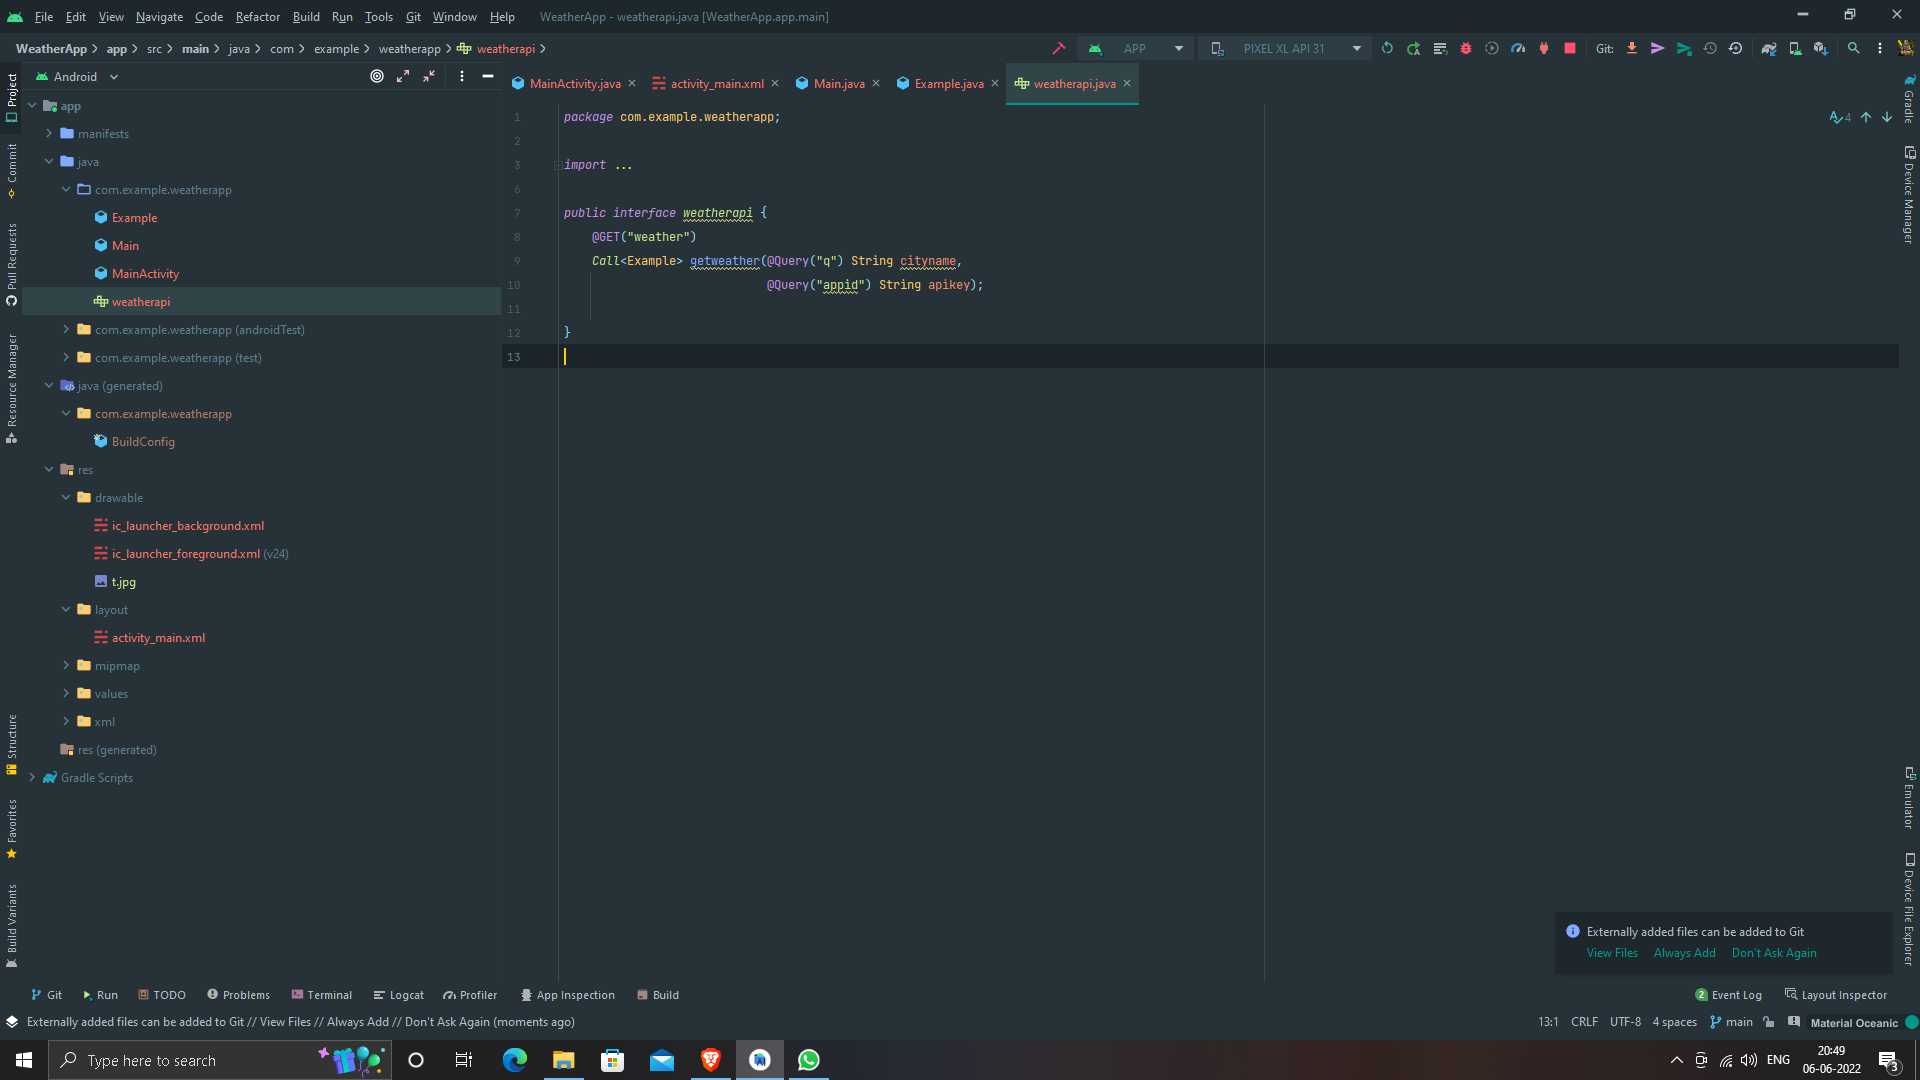 File Edit View Navigate Code Refactor Build Run Tools Git Window Help WeatherApp - weatherapi.java [WeatherApp.app.main]
WeatherApp app src main java com example weatherapp weatherapi APP PIXEL XL API 31 Git:
Android
MainActivity.java activity_main.xml Main.java Example.java weatherapi.java
Project
Commit
Pull Requests
Resource Manager
Structure
Favorites
Build Variants
app
manifests
java
com.example.weatherapp
Example
Main
MainActivity
weatherapi
com.example.weatherapp (androidTest)
com.example.weatherapp (test)
java (generated)
com.example.weatherapp
BuildConfig
res
drawable
ic_launcher_background.xml
ic_launcher_foreground.xml (v24)
t.jpg
layout
activity_main.xml
mipmap
values
xml
res (generated)
Gradle Scripts
1 package com.example.weatherapp;
2
3 import ...
6
7 public interface weatherapi {
8 @GET("weather")
9 Call<Example> getweather(@Query("q") String cityname,
10 @Query("appid") String apikey);
11
12 }
13
4
Gradle
Device Manager
Emulator
Device File Explorer
Externally added files can be added to Git
View Files Always Add Don't Ask Again
Git Run TODO Problems Terminal Logcat Profiler App Inspection Build 2 Event Log Layout Inspector
Externally added files can be added to Git // View Files // Always Add // Don't Ask Again (moments ago) 13:1 CRLF UTF-8 4 spaces main Material Oceanic
Type here to search ENG 20:49
06-06-2022 3